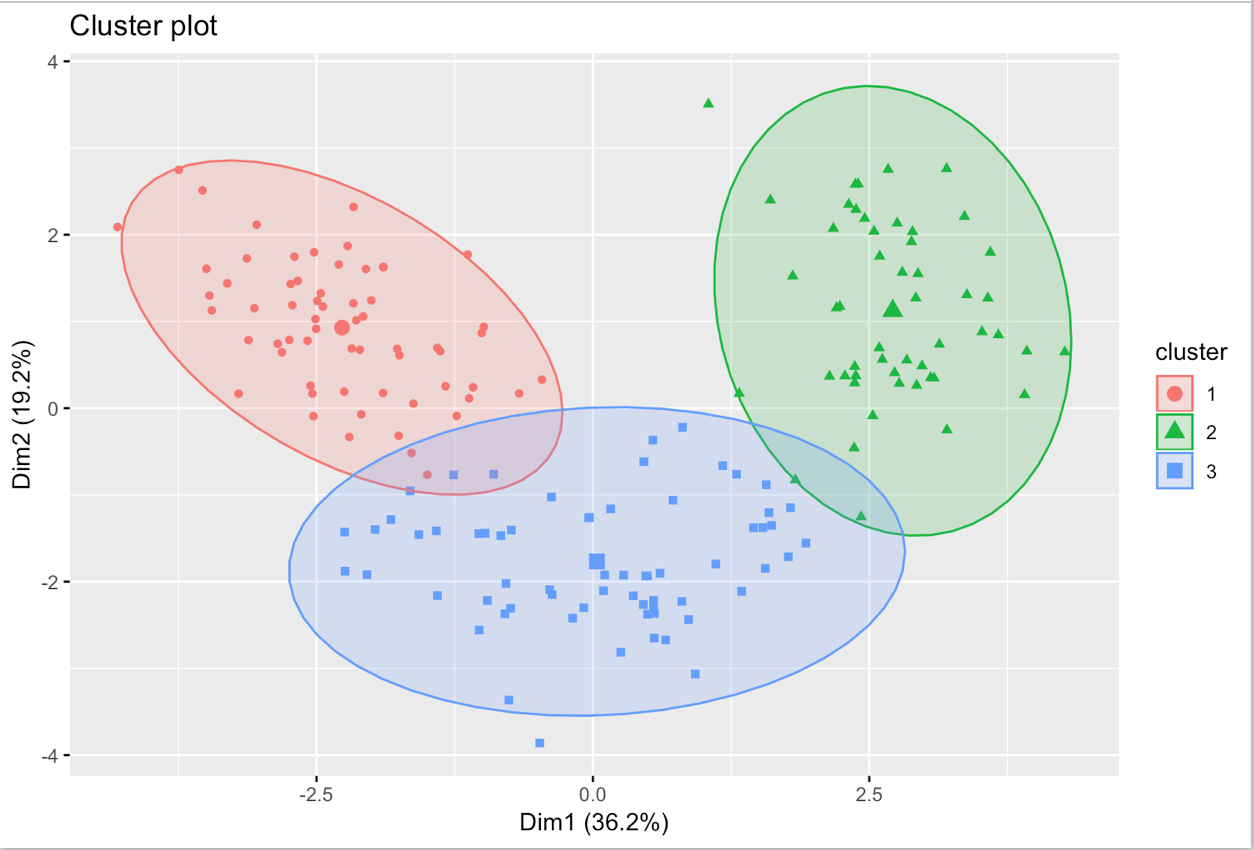 Cluster plot
4
2
0
-2
-4
Dim2 (19.2%)
-2.5 0.0 2.5
Dim1 (36.2%)
cluster
1
2
3